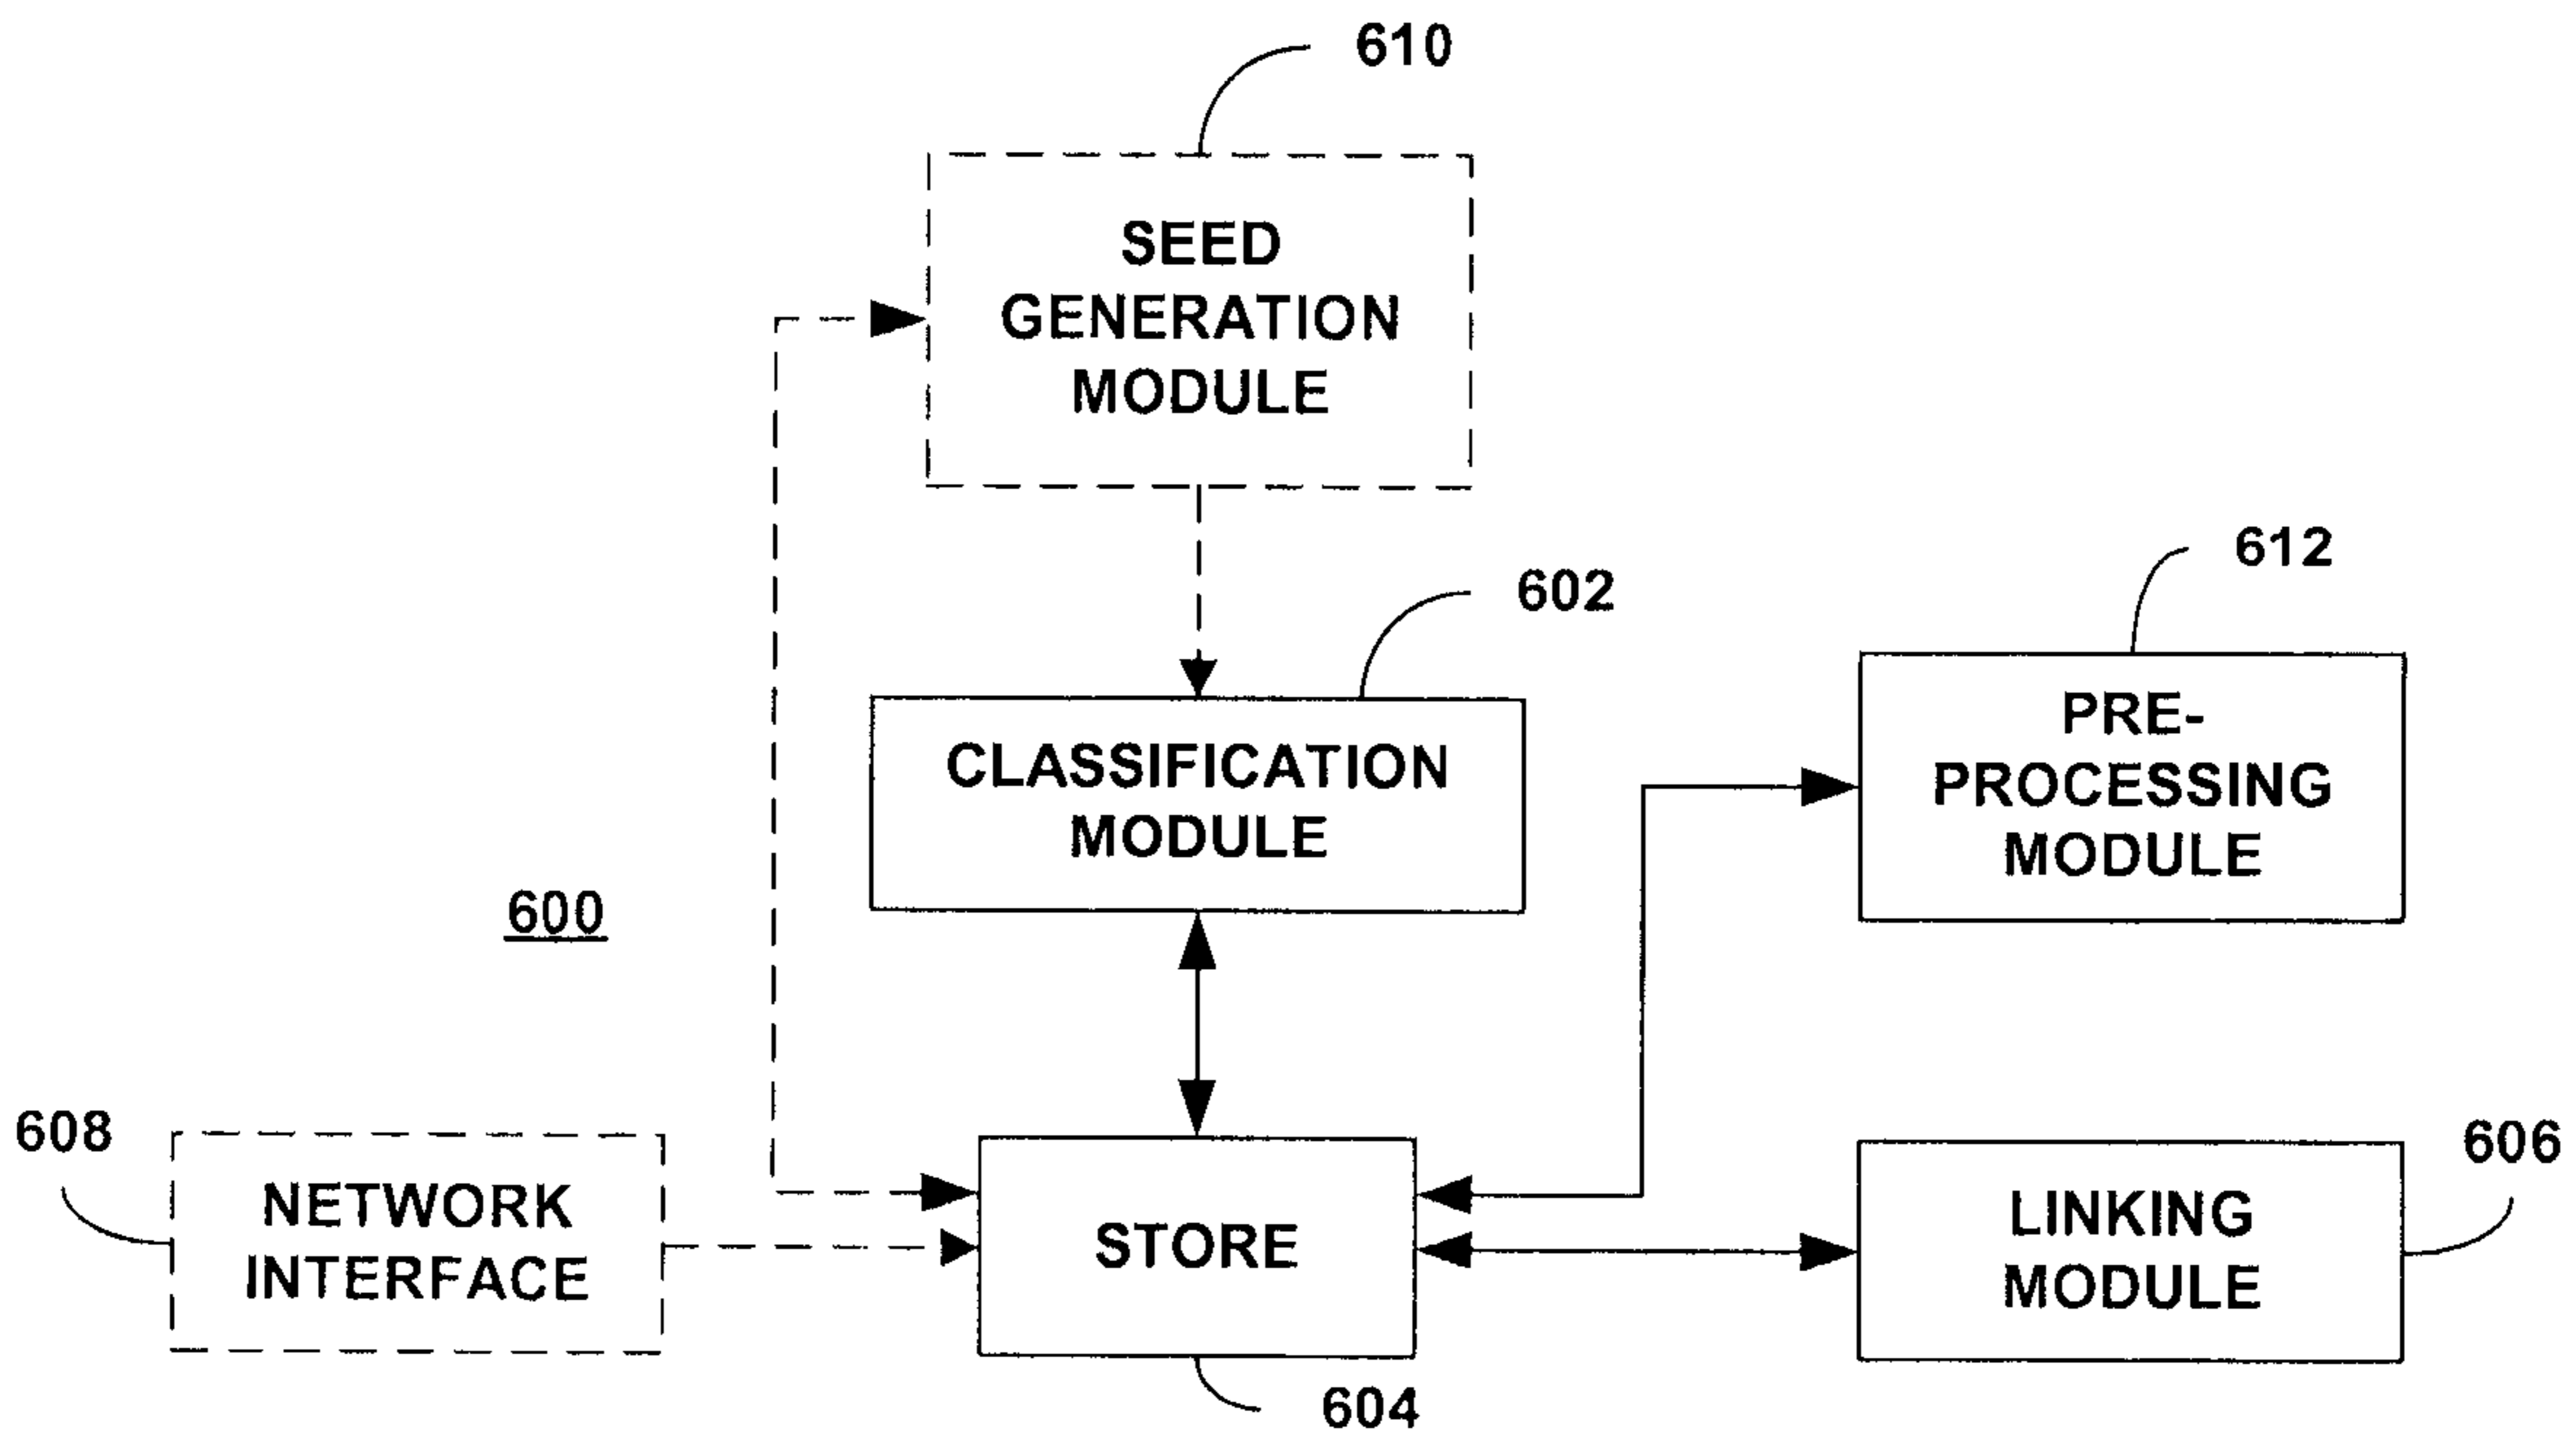 610
SEED
GENERATION
MODULE
602
612
CLASSIFICATION
MODULE
PRE-
PROCESSING
MODULE
600
608
NETWORK
INTERFACE
STORE
606
LINKING
MODULE
604